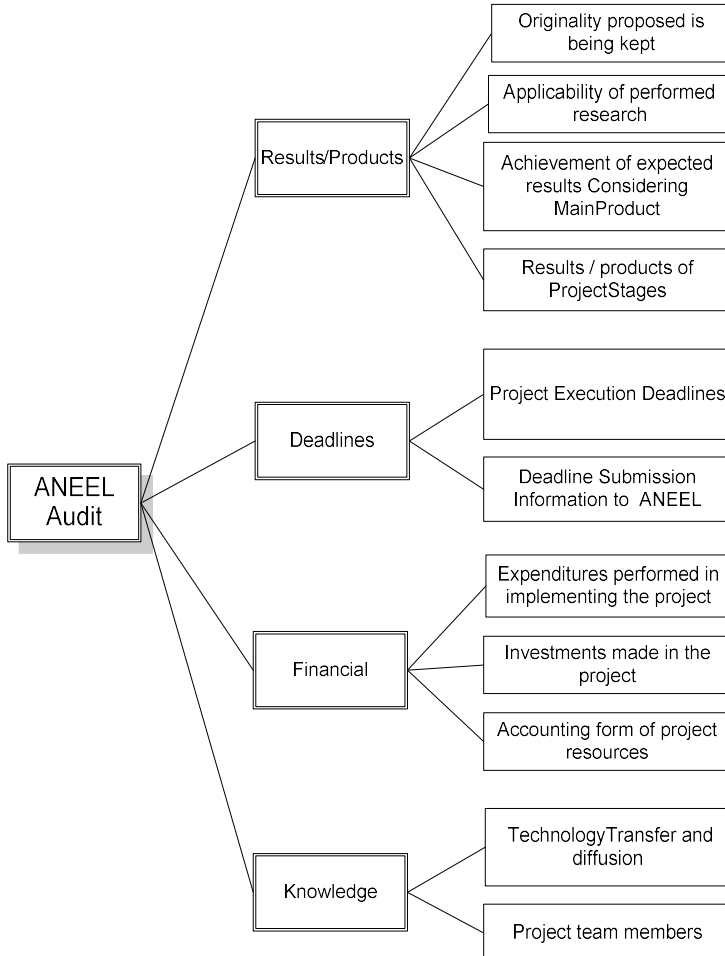 Originality proposed is
being kept
Applicability of performed
research
Results/Products
Achievement of expected
results Considering
MainProduct
Results / products of
ProjectStages
Project Execution Deadlines
Deadlines
Deadline Submission
Information to ANEEL
ANEEL
Audit
Expenditures performed in
implementing the project
Financial
Investments made in the
project
Accounting form of project
resources
TechnologyTransfer and
diffusion
Knowledge
Project team members